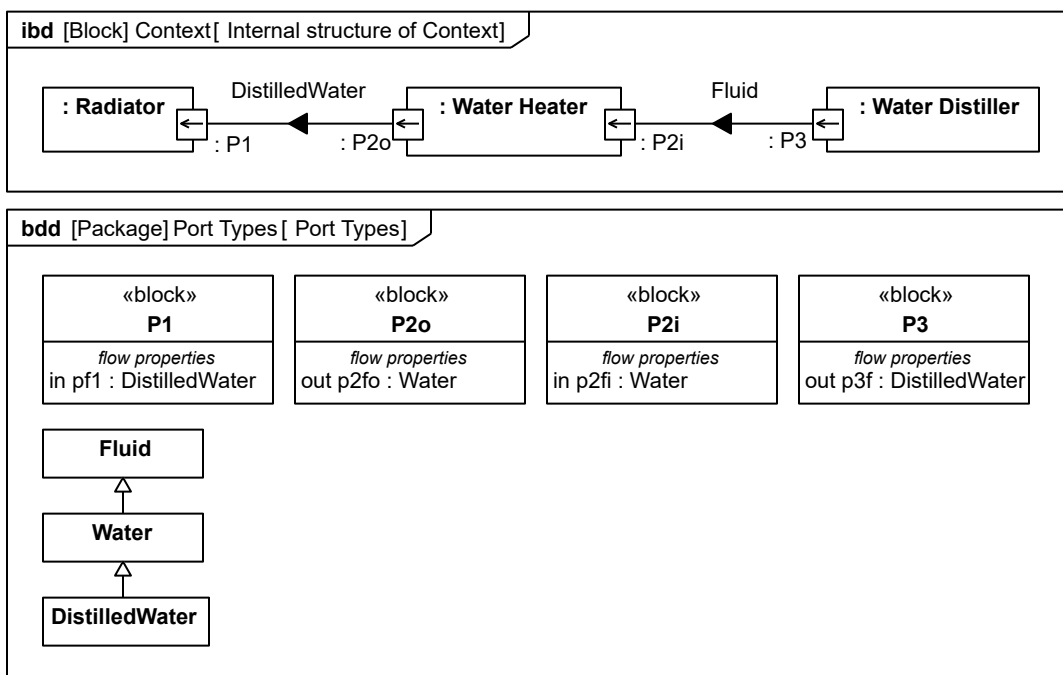 ibd [Block] Context[ Internal structure of Context]
DistilledWater
Fluid
: Radiator
: Water Heater
: Water Distiller
: P1
: P2o
: P2i
: P3
bdd [Package] Port Types[ Port Types]
«block»
P1
flow properties
in pf1 : DistilledWater
«block»
P2o
flow properties
out p2fo : Water
«block»
P2i
flow properties
in p2fi : Water
«block»
P3
flow properties
out p3f : DistilledWater
Fluid
Water
DistilledWater